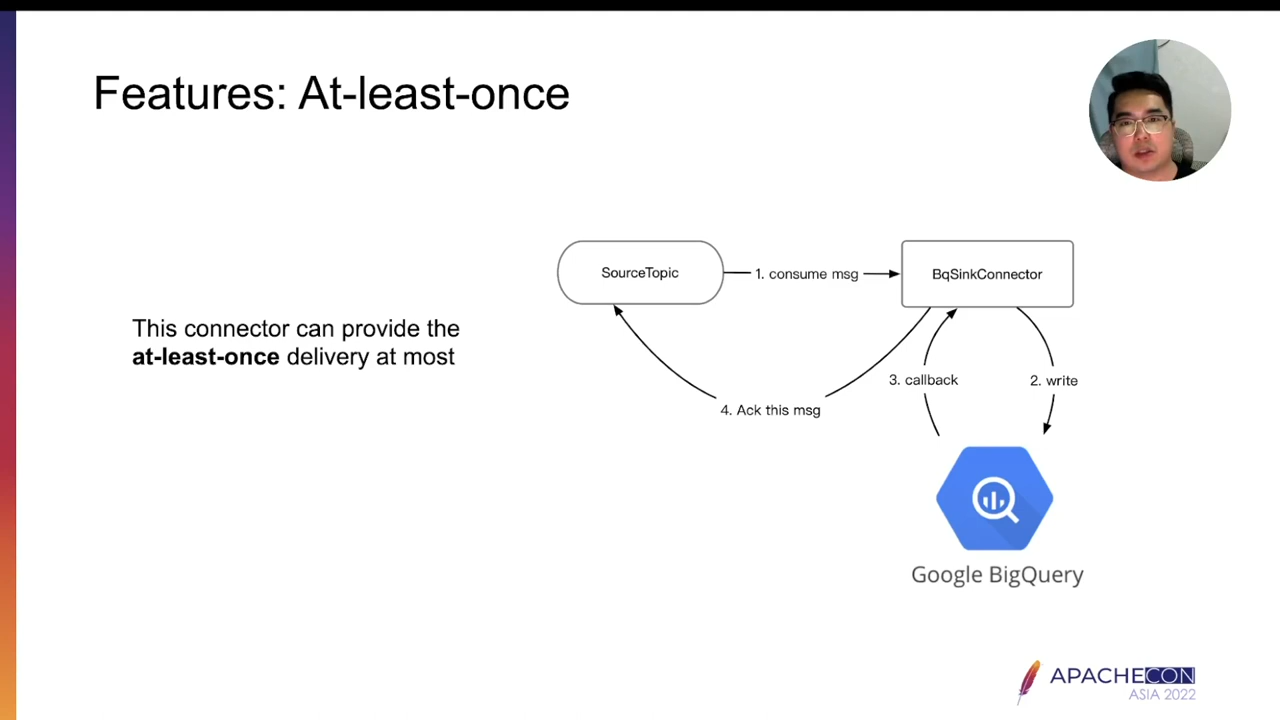 Features: At-least-once
This connector can provide the
at-least-once delivery at most
SourceTopic
1. consume msg
BqSinkConnector
3. callback
2. write
4. Ack this msg
Google BigQuery
APACHECON
ASIA 2022